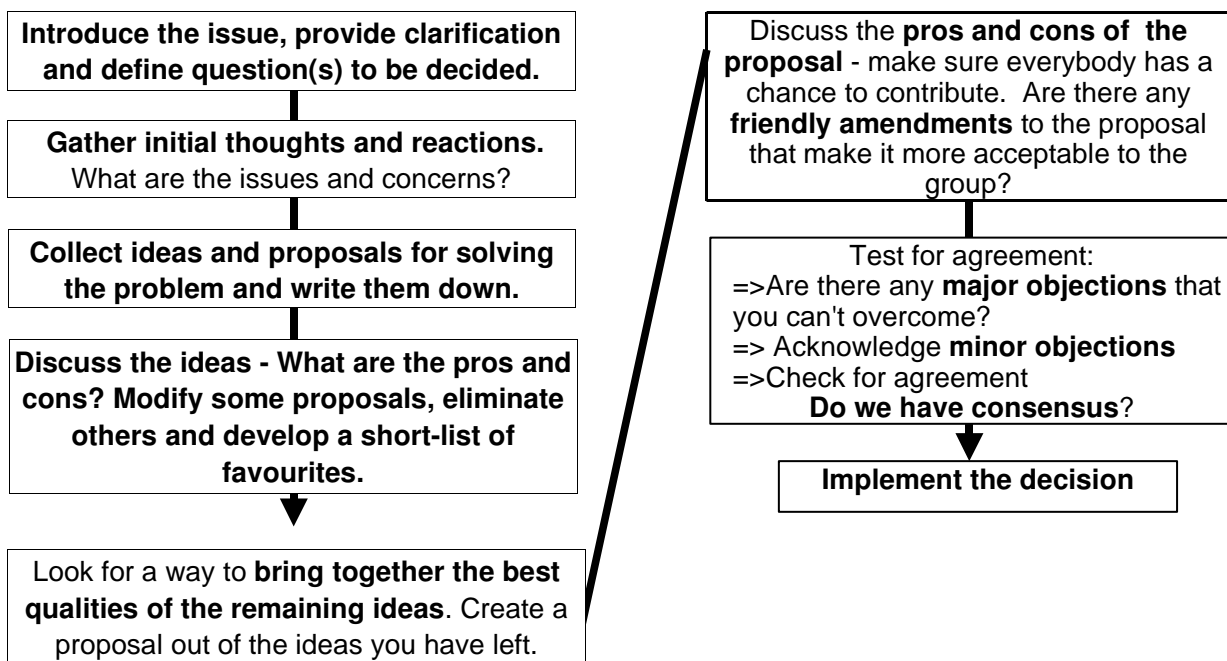 Introduce the issue, provide clarification
and define question(s) to be decided.
Gather initial thoughts and reactions.
What are the issues and concerns?
Collect ideas and proposals for solving
the problem and write them down.
Discuss the ideas - What are the pros and
cons? Modify some proposals, eliminate
others and develop a short-list of
favourites.
Look for a way to bring together the best
qualities of the remaining ideas. Create a
proposal out of the ideas you have left.
Discuss the pros and cons of the
proposal - make sure everybody has a
chance to contribute. Are there any
friendly amendments to the proposal
that make it more acceptable to the
group?
Test for agreement:
=>Are there any major objections that
you can't overcome?
=> Acknowledge minor objections
=>Check for agreement
Do we have consensus?
Implement the decision